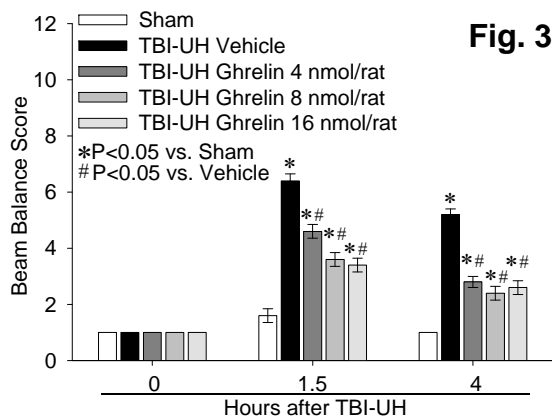 Fig. 3
Sham
TBI-UH Vehicle
TBI-UH Ghrelin 4 nmol/rat
TBI-UH Ghrelin 8 nmol/rat
TBI-UH Ghrelin 16 nmol/rat
*P<0.05 vs. Sham
#P<0.05 vs. Vehicle
Beam Balance Score
12
10
8
6
4
2
0
*
*#
*#
*#
*
*#
*#
*#
0 1.5 4
Hours after TBI-UH